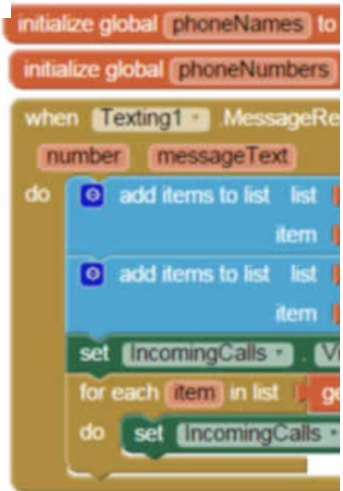 initialize global phoneNames to
initialize global phoneNumbers
when Texting1 .MessageRe
number messageText
do add items to list list
item
add items to list list
item
set IncomingCalls . Vi
for each item in list ge
do set IncomingCalls